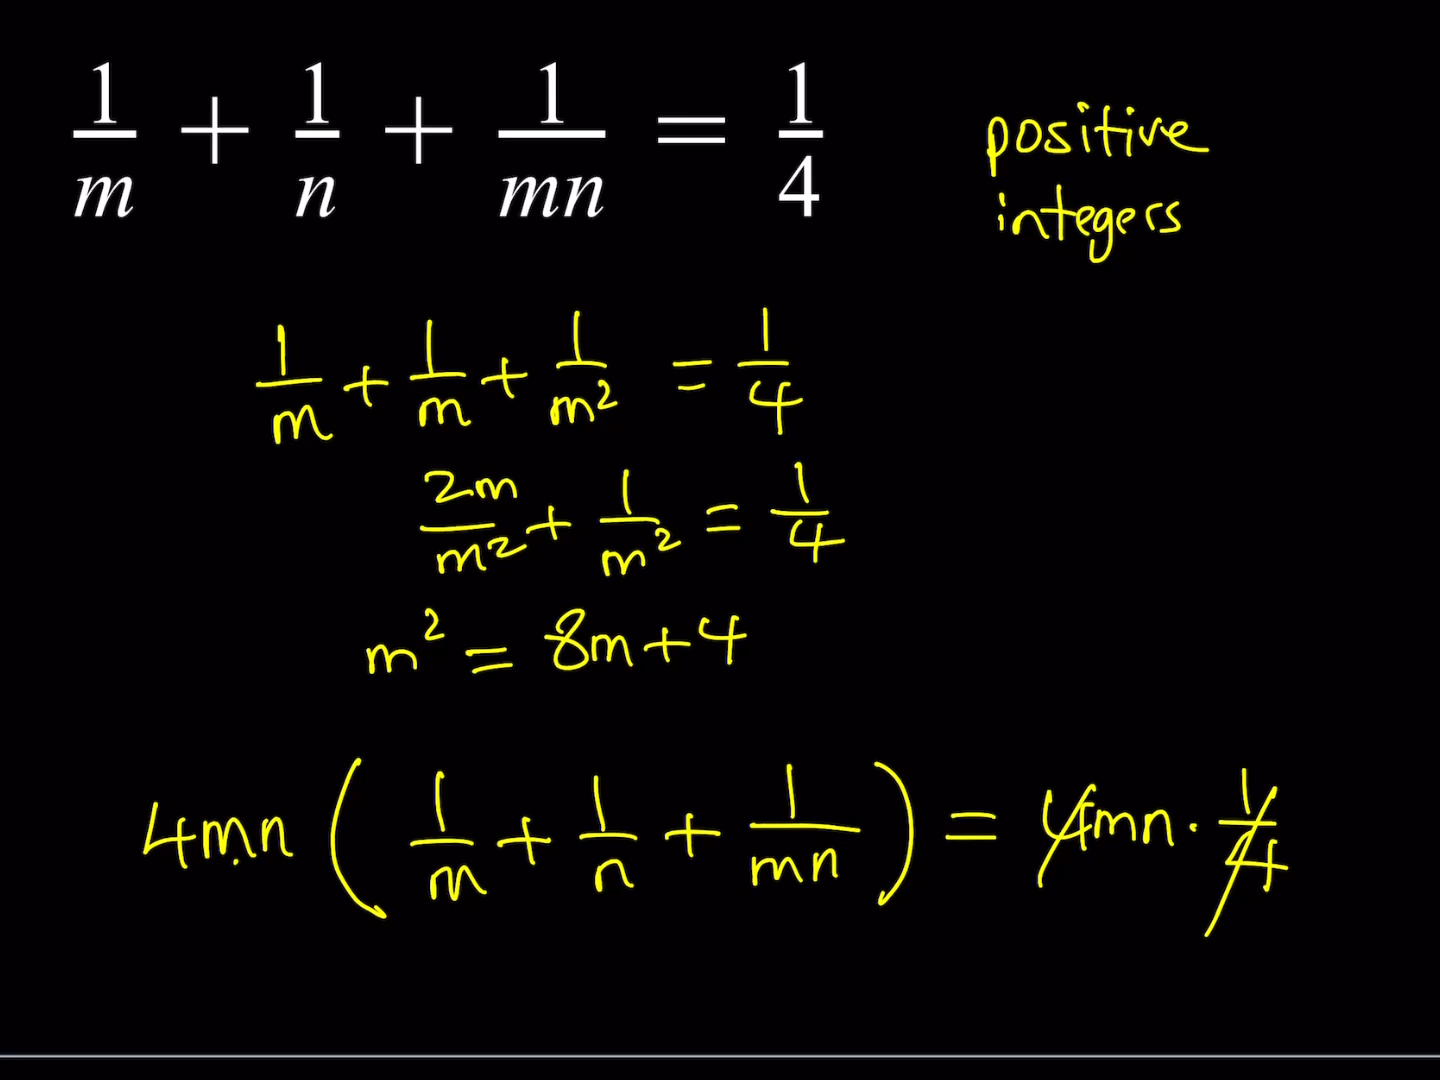 1/m + 1/n + 1/mn = 1/4
positive
integers
1/m + 1/m + 1/m² = 1/4
2m/m² + 1/m² = 1/4
m² = 8m+4
4mn ( 1/m + 1/n + 1/mn ) = 4mn · 1/4